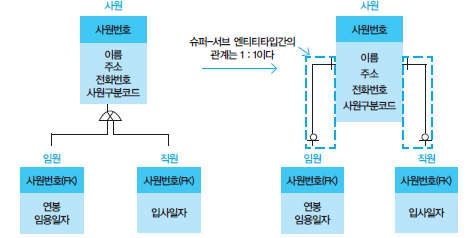 사원
사원번호
이름
주소
전화번호
사원구분코드
임원
사원번호(FK)
연봉
임용일자
직원
사원번호(FK)
입사일자
슈퍼-서브 엔티티타입간의
관계는 1 : 1이다
사원
사원번호
이름
주소
전화번호
사원구분코드
임원
사원번호(FK)
연봉
임용일자
직원
사원번호(FK)
입사일자